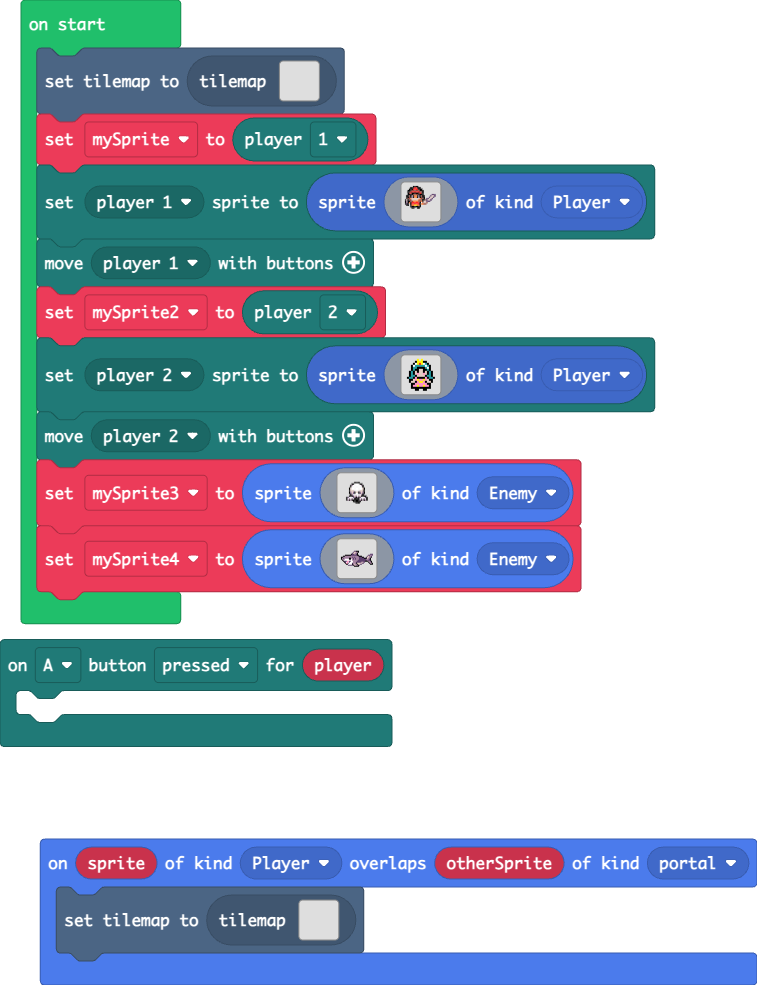 on start
set tilemap to tilemap
set mySprite to player 1
set player 1 sprite to sprite of kind Player
move player 1 with buttons
set mySprite2 to player 2
set player 2 sprite to sprite of kind Player
move player 2 with buttons
set mySprite3 to sprite of kind Enemy
set mySprite4 to sprite of kind Enemy
on A button pressed for player
on sprite of kind Player overlaps otherSprite of kind portal
set tilemap to tilemap